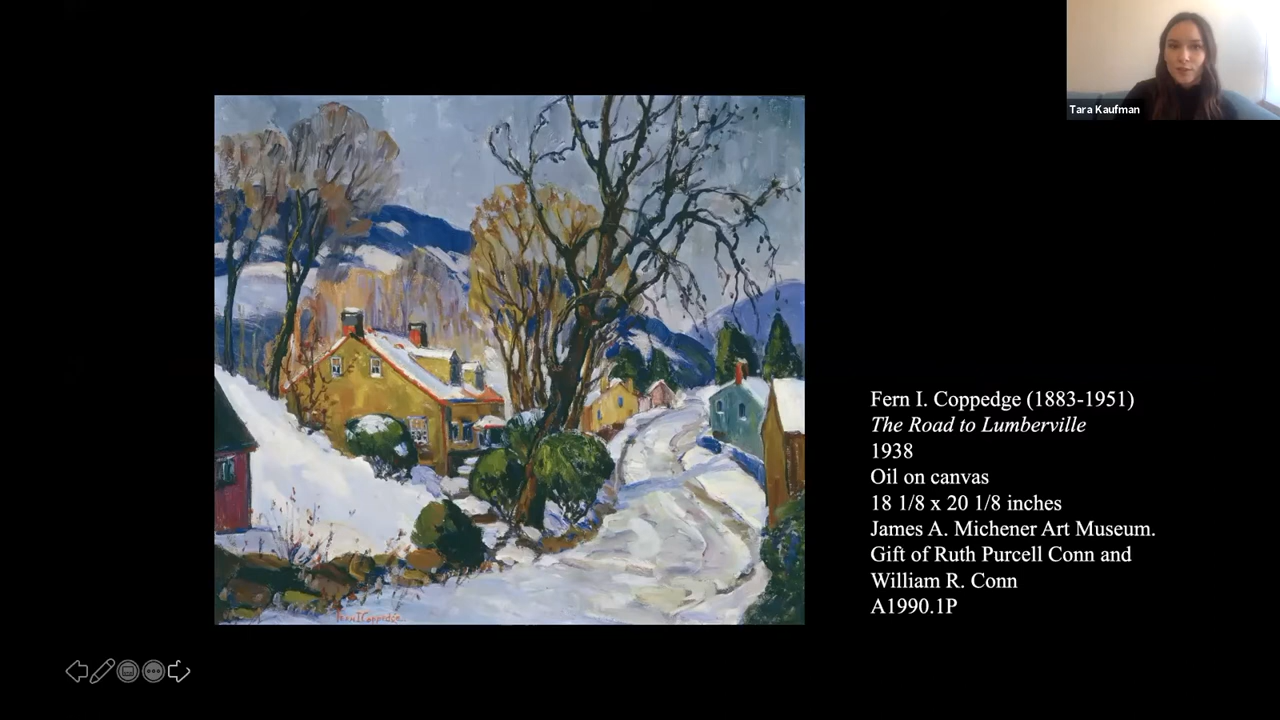 Tara Kaufman
Fern I. Coppedge (1883-1951)
The Road to Lumberville
1938
Oil on canvas
18 1/8 x 20 1/8 inches
James A. Michener Art Museum.
Gift of Ruth Purcell Conn and
William R. Conn
A1990.1P
Fern I Coppedge